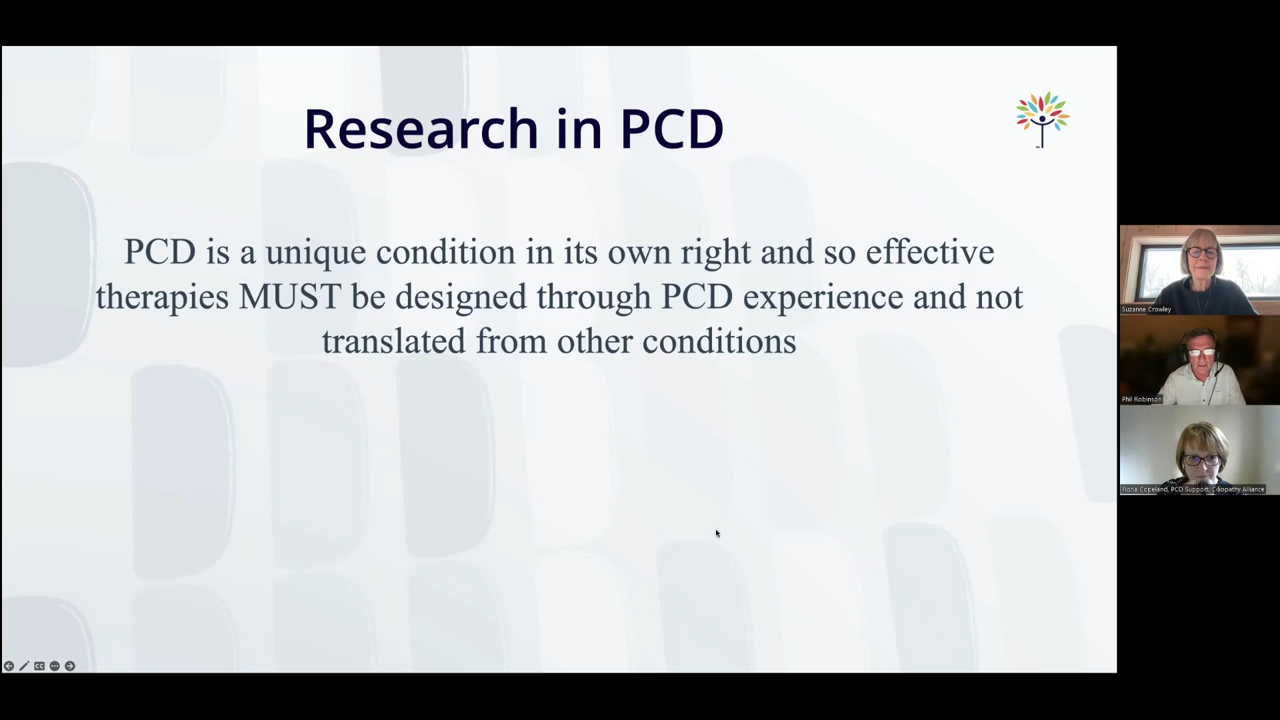 Research in PCD
PCD is a unique condition in its own right and so effective
therapies MUST be designed through PCD experience and not
translated from other conditions
Suzanne Crowley
Phil Robinson
Fiona Copeland, PCD Support, Ciliopathy Alliance